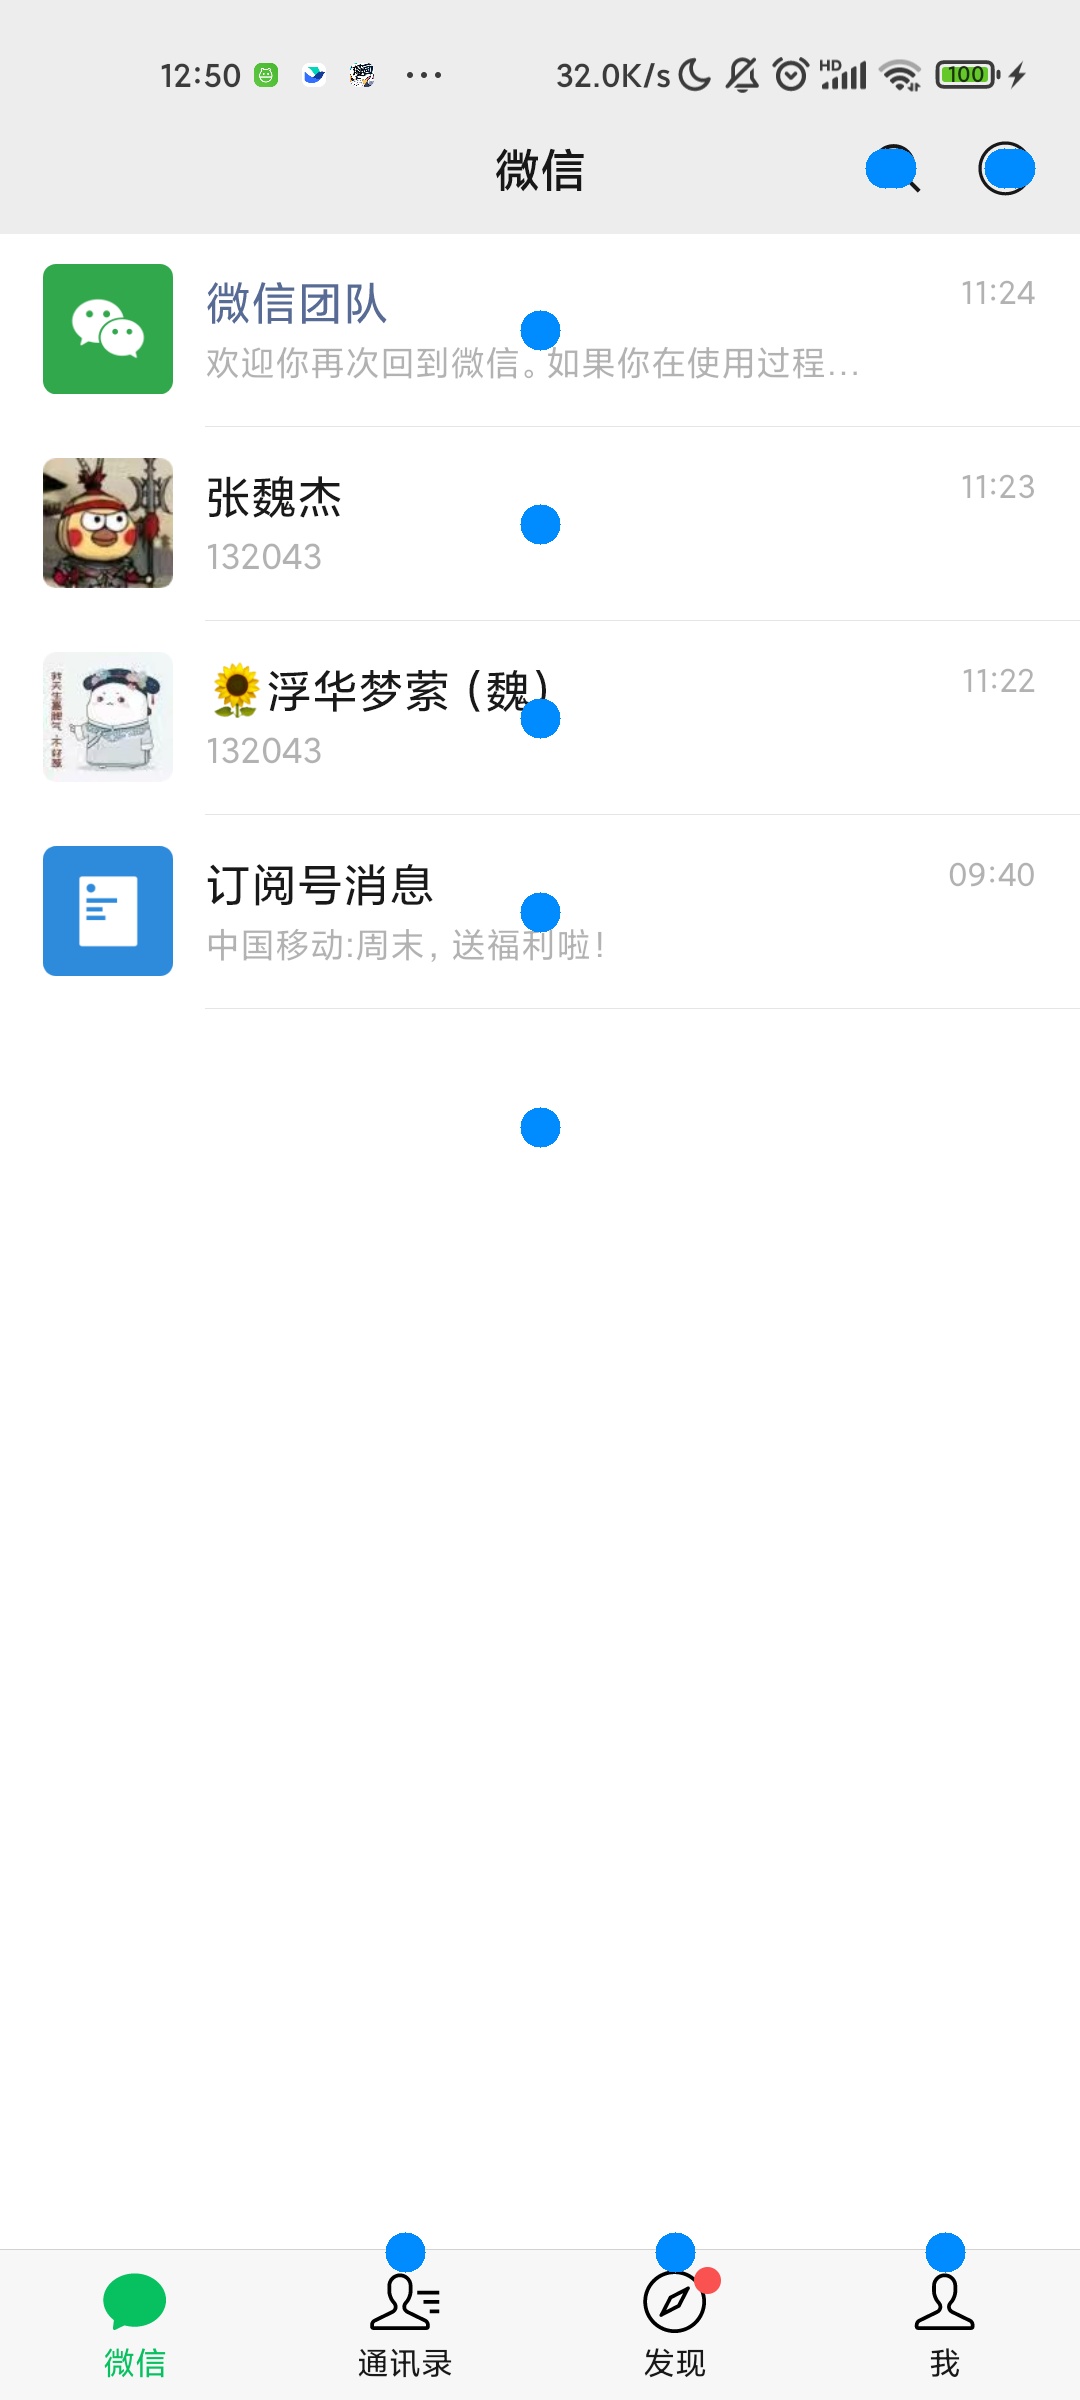 12:50 ... 32.0K/s HD 100
微信
微信团队 11:24
欢迎你再次回到微信。如果你在使用过程...
张魏杰 11:23
132043
🌻浮华梦萦（魏） 11:22
132043
订阅号消息 09:40
中国移动:周末，送福利啦！
微信 通讯录 发现 我